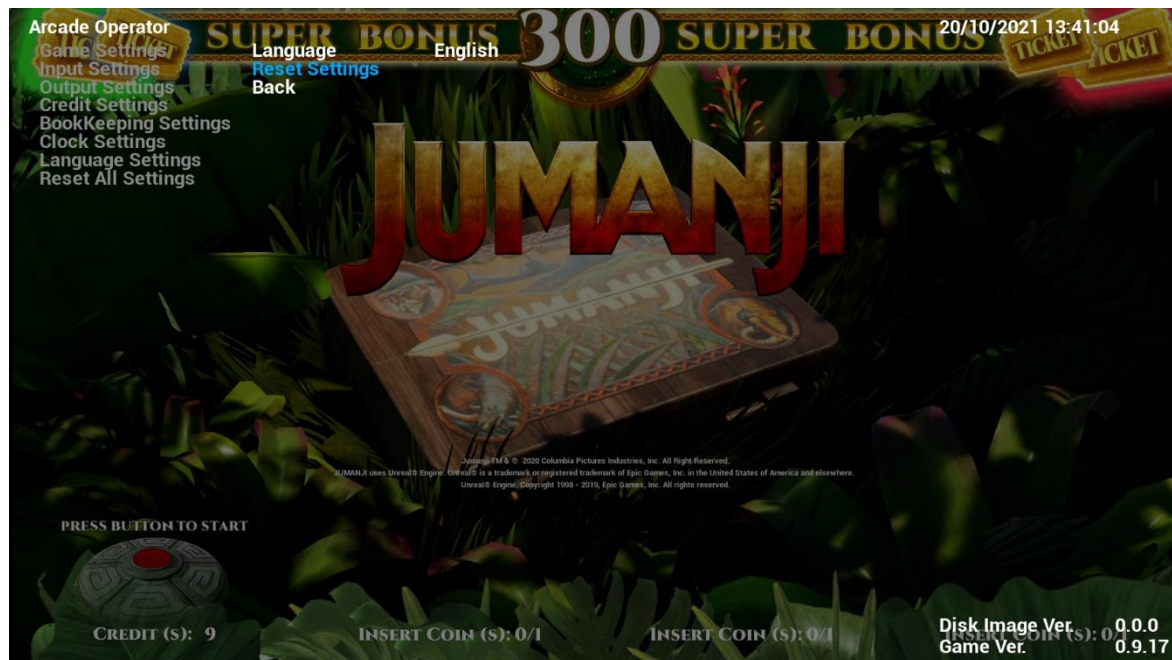 Arcade Operator
20/10/2021 13:41:04
SUPER BONUS 300 SUPER BONUS
TICKET
TICKET
TICKET
Game Settings
Input Settings
Output Settings
Credit Settings
BookKeeping Settings
Clock Settings
Language Settings
Reset All Settings
Language English
Reset Settings
Back
JUMANJI
JUMANJI
Jumanji TM & © 2020 Columbia Pictures Industries, Inc. All Right Reserved.
JUMANJI uses Unreal® Engine. Unreal® is a trademark or registered trademark of Epic Games, Inc. in the United States of America and elsewhere.
Unreal® Engine, Copyright 1998 - 2019, Epic Games, Inc. All rights reserved.
PRESS BUTTON TO START
CREDIT (S): 9
INSERT COIN (S): 0/1
INSERT COIN (S): 0/1
INSERT COIN (S): 0/1
Disk Image Ver. 0.0.0
Game Ver. 0.9.17